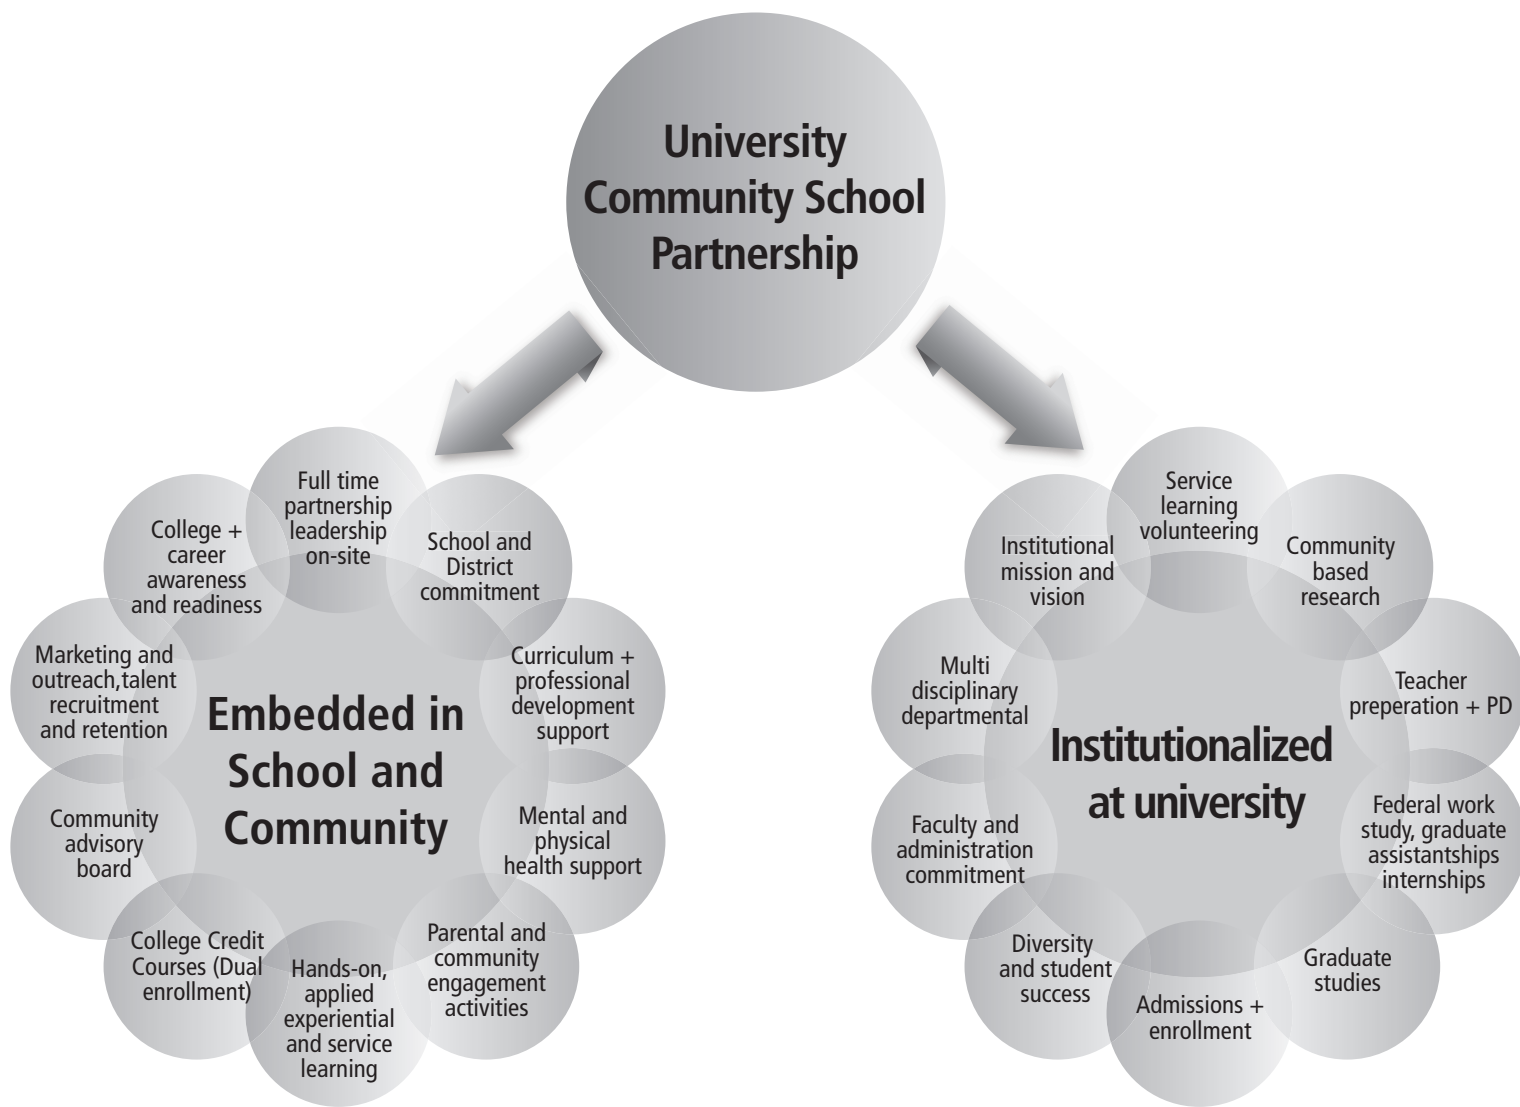 University
Community School
Partnership
Full time
partnership
leadership
on-site
School and
District
commitment
Curriculum +
professional
development
support
Mental and
physical
health support
Parental and
community
engagement
activities
Hands-on,
applied
experiential
and service
learning
College Credit
Courses (Dual
enrollment)
Community
advisory
board
Marketing and
outreach,talent
recruitment
and retention
College +
career
awareness
and readiness
Embedded in
School and
Community
Service
learning
volunteering
Community
based
research
Teacher
preperation + PD
Federal work
study, graduate
assistantships
internships
Graduate
studies
Admissions +
enrollment
Diversity
and student
success
Faculty and
administration
commitment
Multi
disciplinary
departmental
Institutional
mission and
vision
Institutionalized
at university